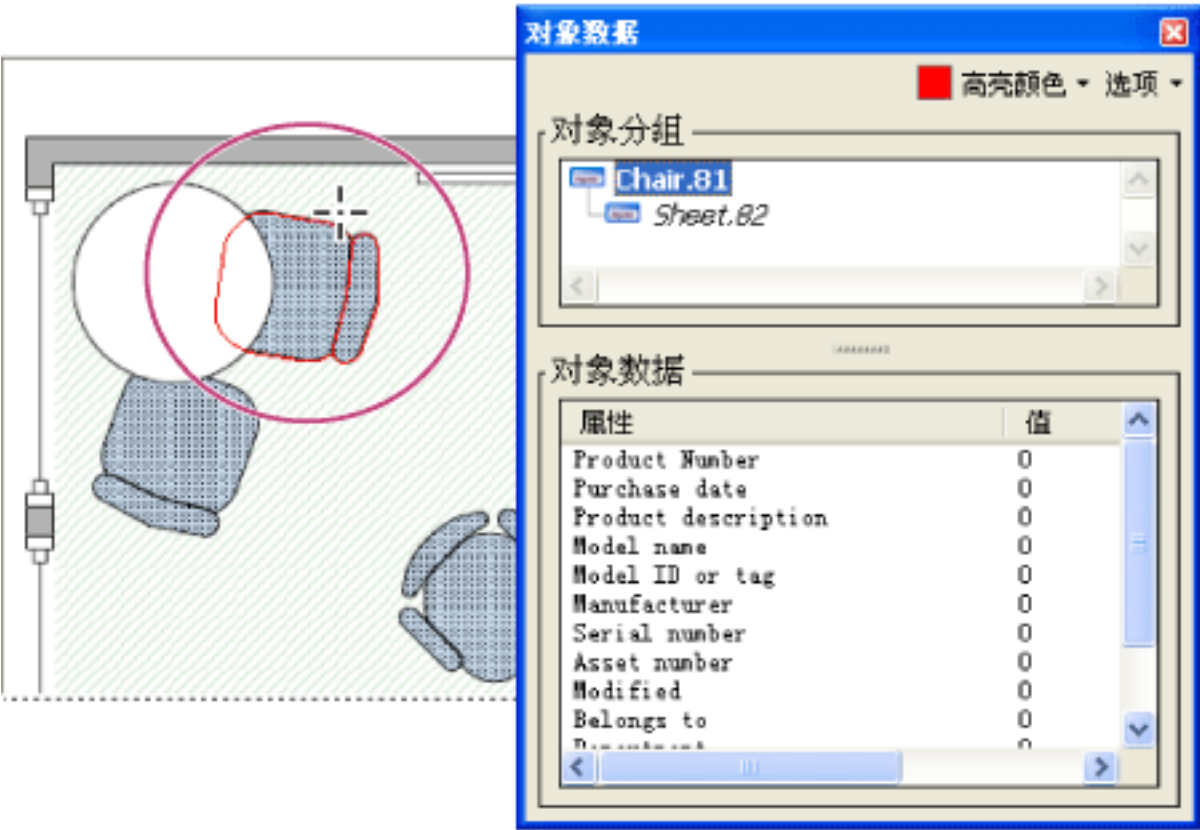 对象数据
高亮颜色 选项
对象分组
Chair.81
Sheet.82
对象数据
属性 值
Product Number 0
Purchase date 0
Product description 0
Model name 0
Model ID or tag 0
Manufacturer 0
Serial number 0
Asset number 0
Modified 0
Belongs to 0